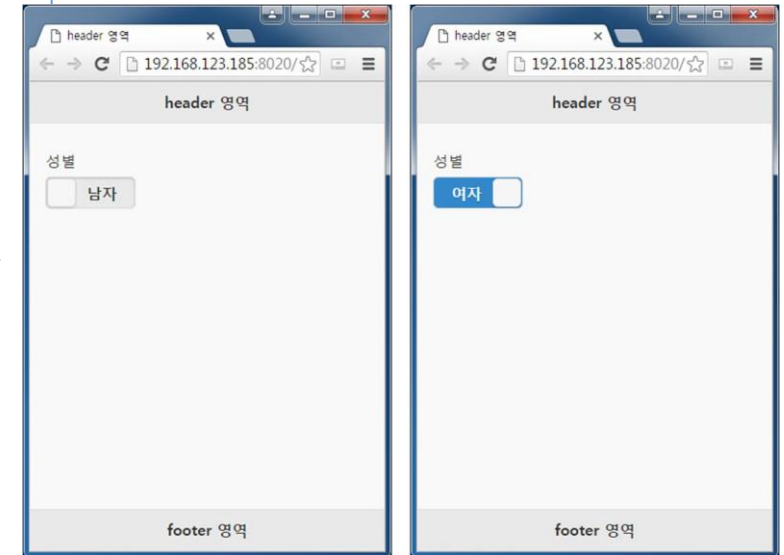 header 영역
192.168.123.185:8020/
header 영역
성별
남자
footer 영역
header 영역
192.168.123.185:8020/
header 영역
성별
여자
footer 영역